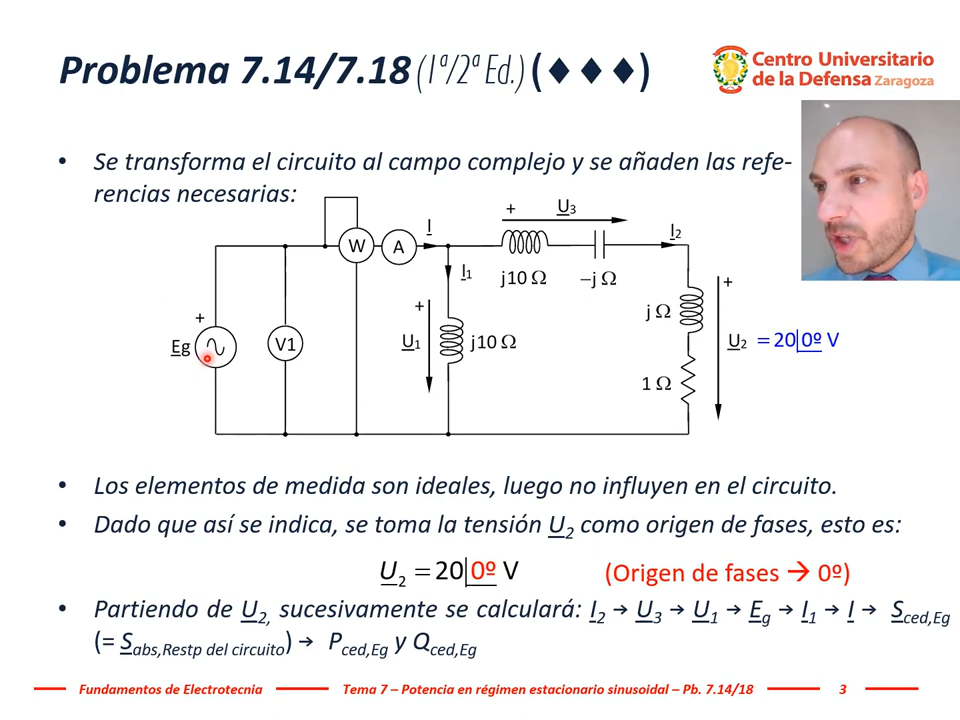 Problema 7.14/7.18 (1ª/2ª Ed.) (♦♦♦)
Centro Universitario
de la Defensa Zaragoza
• Se transforma el circuito al campo complejo y se añaden las refe-
rencias necesarias:
+ U3
I
I2
W
A
I1
j10 Ω
–j Ω
+
+
+
jΩ
Eg
V1
U1
j10 Ω
U2 = 20|0º V
1 Ω
• Los elementos de medida son ideales, luego no influyen en el circuito.
• Dado que así se indica, se toma la tensión U2 como origen de fases, esto es:
U2 = 20|0º V (Origen de fases → 0º)
• Partiendo de U2, sucesivamente se calculará: I2 → U3 → U1 → Eg → I1 → I → Sced,Eg
(= Sabs,Restp del circuito) → Pced,Eg y Qced,Eg
Fundamentos de Electrotecnia
Tema 7 – Potencia en régimen estacionario sinusoidal – Pb. 7.14/18
3